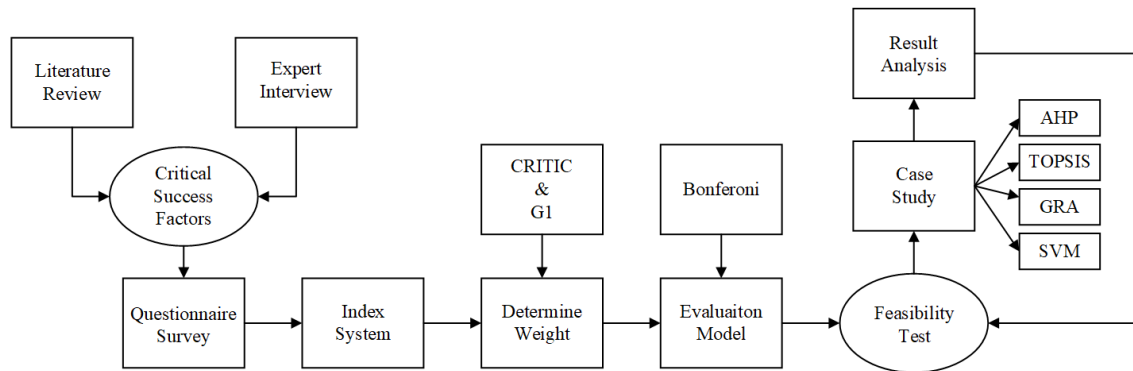 Literature
Review
Expert
Interview
Critical
Success
Factors
Questionnaire
Survey
Index
System
CRITIC
&
G1
Determine
Weight
Bonferoni
Evaluaiton
Model
Feasibility
Test
Case
Study
Result
Analysis
AHP
TOPSIS
GRA
SVM